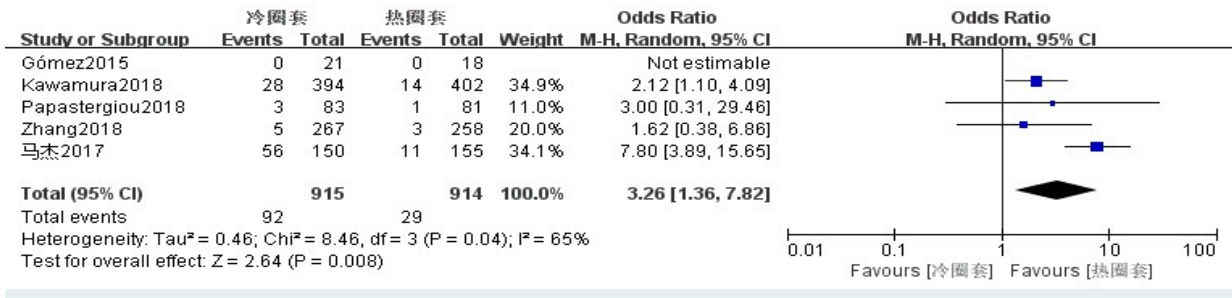 冷圈套 热圈套 Odds Ratio Odds Ratio
Study or Subgroup Events Total Events Total Weight M-H, Random, 95% CI M-H, Random, 95% CI
Gómez2015 0 21 0 18 Not estimable
Kawamura2018 28 394 14 402 34.9% 2.12 [1.10, 4.09]
Papastergiou2018 3 83 1 81 11.0% 3.00 [0.31, 29.46]
Zhang2018 5 267 3 258 20.0% 1.62 [0.38, 6.86]
马杰2017 56 150 11 155 34.1% 7.80 [3.89, 15.65]
Total (95% CI) 915 914 100.0% 3.26 [1.36, 7.82]
Total events 92 29
Heterogeneity: Tau² = 0.46; Chi² = 8.46, df = 3 (P = 0.04); I² = 65%
Test for overall effect: Z = 2.64 (P = 0.008)
0.01 0.1 1 10 100
Favours [冷圈套] Favours [热圈套]